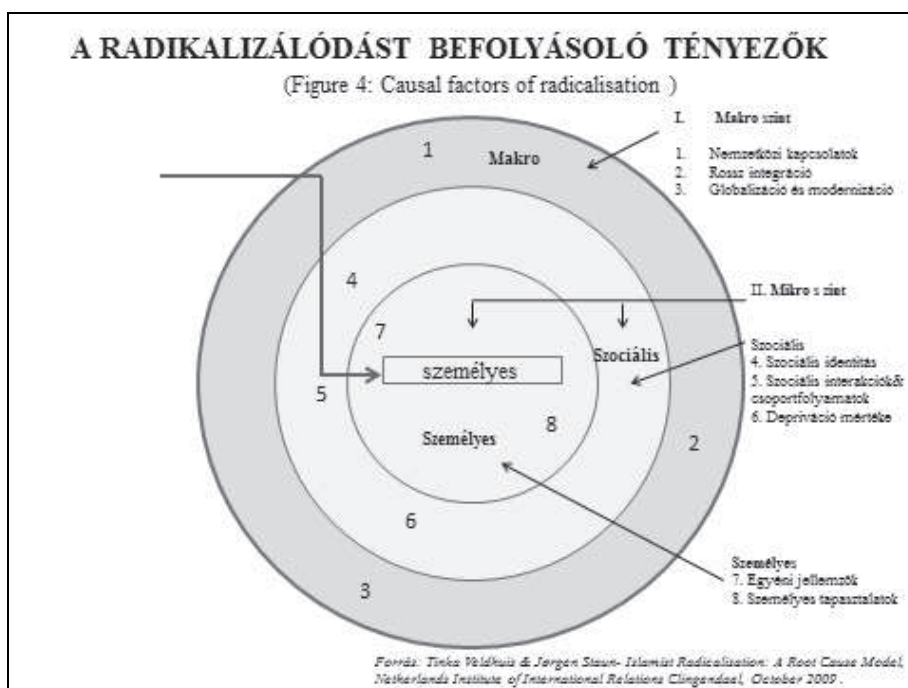 A RADIKALIZÁLÓDÁST BEFOLYÁSOLÓ TÉNYEZŐK
(Figure 4: Causal factors of radicalisation )
I. Makro szint
1 Makro
1. Nemzetközi kapcsolatok
2. Rossz integráció
3. Globalizáció és modernizáció
4
II. Mikro s zint
7
Szociális
Szociális
4. Szociális identitás
személyes
5. Szociális interakciók&
csoportfolyamatok
5
6. Depriváció mértéke
8
Személyes
2
6
Személyes
7. Egyéni jellemzők
3
8. Személyes tapasztalatok
Forrás: Tinka Veldhuis & Jørgen Staun- Islamist Radicalisation: A Root Cause Model,
Netherlands Institute of International Relations Clingendael, October 2009 .